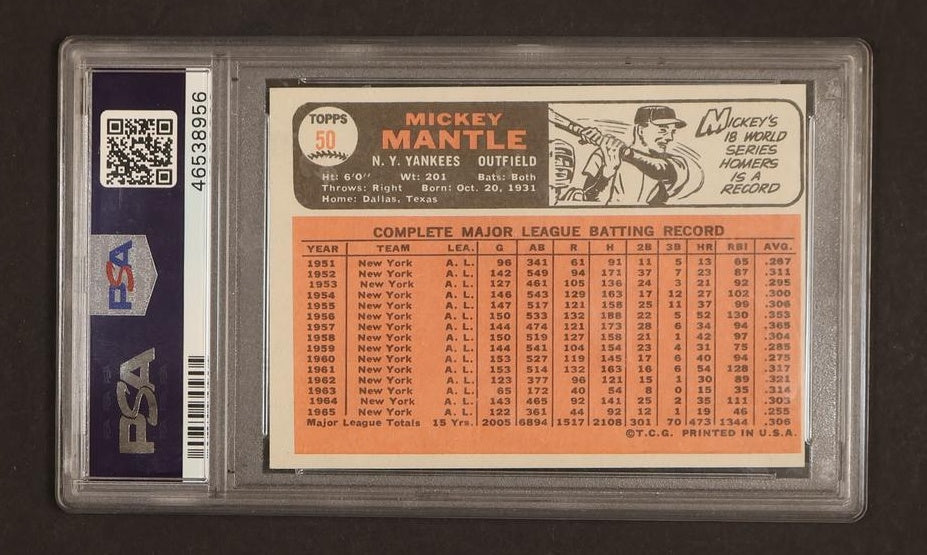 46538956
PSA
PSA
TOPPS
50
MICKEY
MANTLE
N. Y. YANKEES OUTFIELD
Ht: 6'0" Wt: 201 Bats: Both
Throws: Right Born: Oct. 20, 1931
Home: Dallas, Texas
MICKEY'S
18 WORLD
SERIES
HOMERS
IS A
RECORD
COMPLETE MAJOR LEAGUE BATTING RECORD
YEAR TEAM LEA. G AB R H 2B 3B HR RBI AVG.
1951 New York A. L. 96 341 61 91 11 5 13 65 .267
1952 New York A. L. 142 549 94 171 37 7 23 87 .311
1953 New York A. L. 127 461 105 136 24 3 21 92 .295
1954 New York A. L. 146 543 129 163 17 12 27 102 .300
1955 New York A. L. 147 517 121 158 25 11 37 99 .306
1956 New York A. L. 150 533 132 188 22 5 52 130 .353
1957 New York A. L. 144 474 121 173 28 6 34 94 .365
1958 New York A. L. 150 519 127 158 21 1 42 97 .304
1959 New York A. L. 144 541 104 154 23 4 31 75 .285
1960 New York A. L. 153 527 119 145 17 6 40 94 .275
1961 New York A. L. 153 514 132 163 16 6 54 128 .317
1962 New York A. L. 123 377 96 121 15 1 30 89 .321
1963 New York A. L. 65 172 40 54 8 0 15 35 .314
1964 New York A. L. 143 465 92 141 25 2 35 111 .303
1965 New York A. L. 122 361 44 92 12 1 19 46 .255
Major League Totals 15 Yrs. 2005 6894 1517 2108 301 70 473 1344 .306
©T.C.G. PRINTED IN U.S.A.